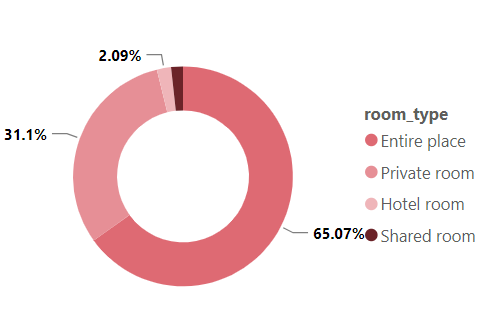 2.09%
31.1%
65.07%
room_type
Entire place
Private room
Hotel room
Shared room